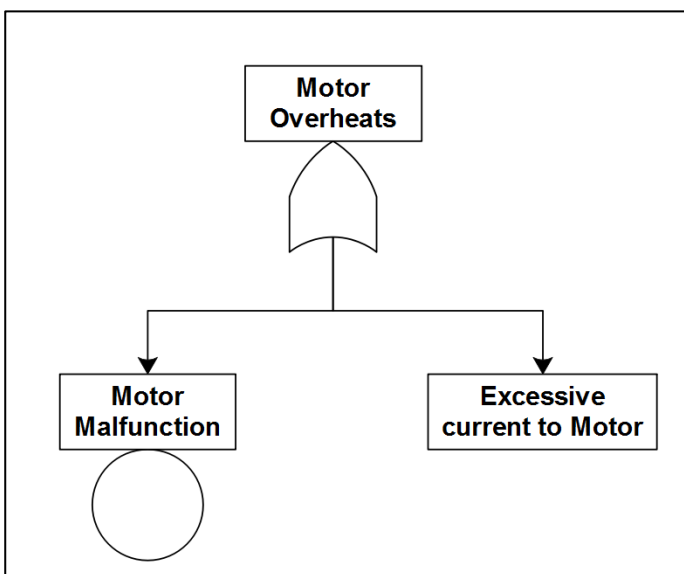 Motor
Overheats
Motor
Malfunction
Excessive
current to Motor